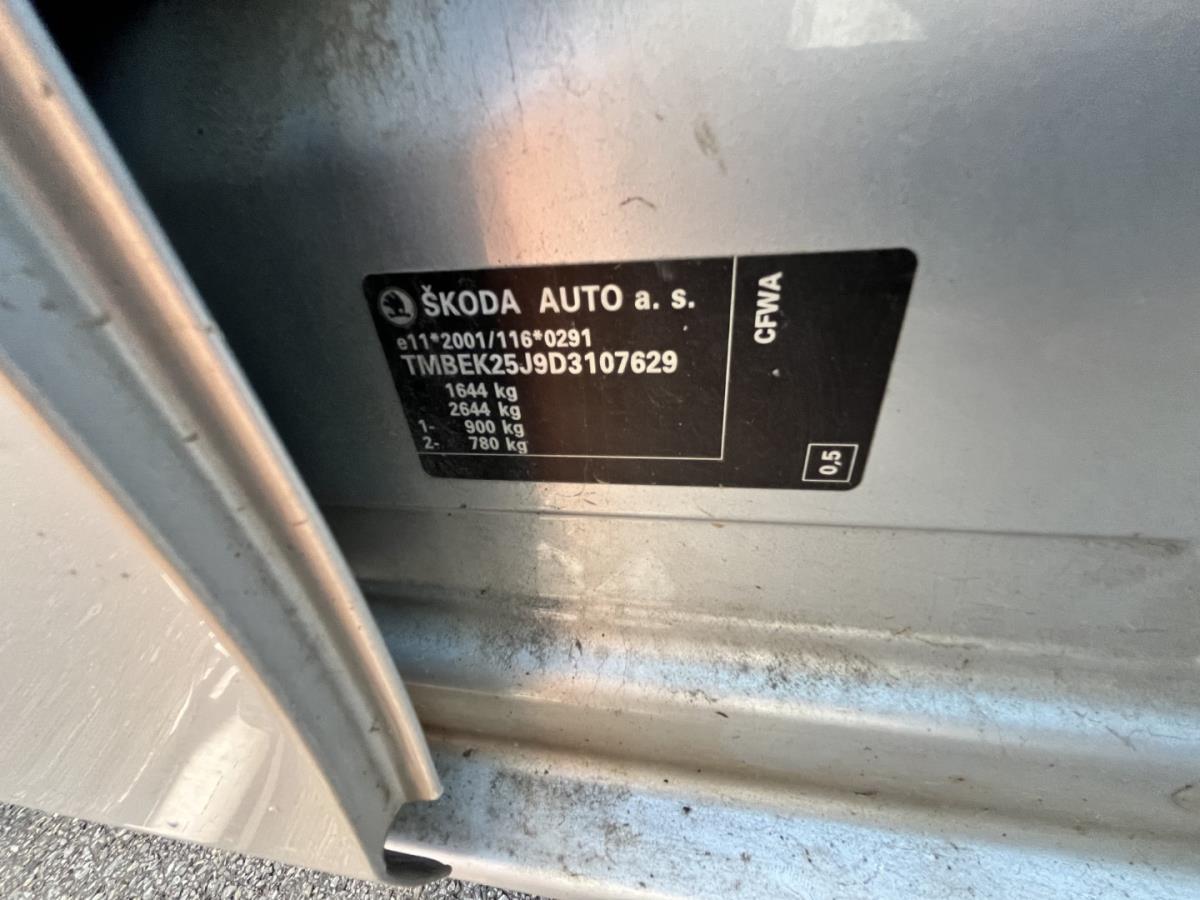 ŠKODA AUTO a. s.
e11*2001/116*0291
TMBEK25J9D3107629
1644 kg
2644 kg
1- 900 kg
2- 780 kg
CFWA
0,5